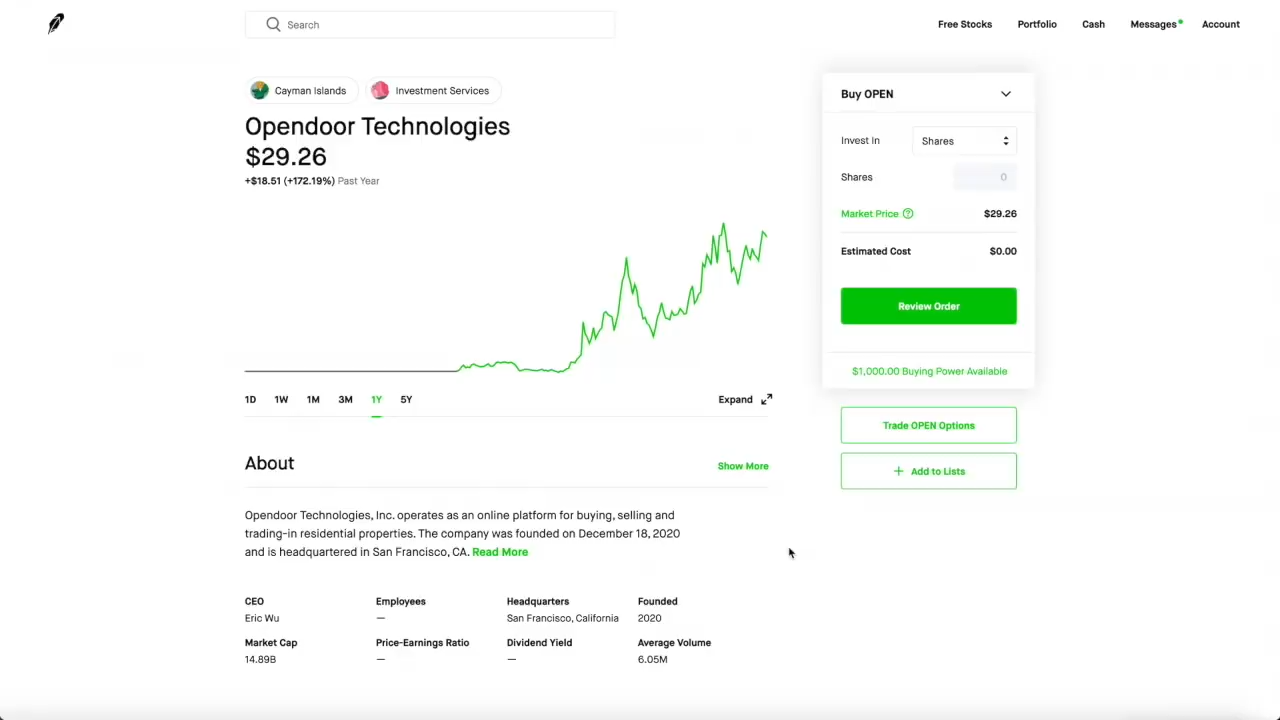 Search
Free Stocks
Portfolio
Cash
Messages
Account
Cayman Islands
Investment Services
Opendoor Technologies
$29.26
+$18.51 (+172.19%) Past Year
1D
1W
1M
3M
1Y
5Y
Expand
About
Show More
Opendoor Technologies, Inc. operates as an online platform for buying, selling and
trading-in residential properties. The company was founded on December 18, 2020
and is headquartered in San Francisco, CA. Read More
CEO
Eric Wu
Employees
—
Headquarters
San Francisco, California
Founded
2020
Market Cap
14.89B
Price-Earnings Ratio
—
Dividend Yield
—
Average Volume
6.05M
Buy OPEN
Invest In
Shares
Shares
0
Market Price ?
$29.26
Estimated Cost
$0.00
Review Order
$1,000.00 Buying Power Available
Trade OPEN Options
+ Add to Lists